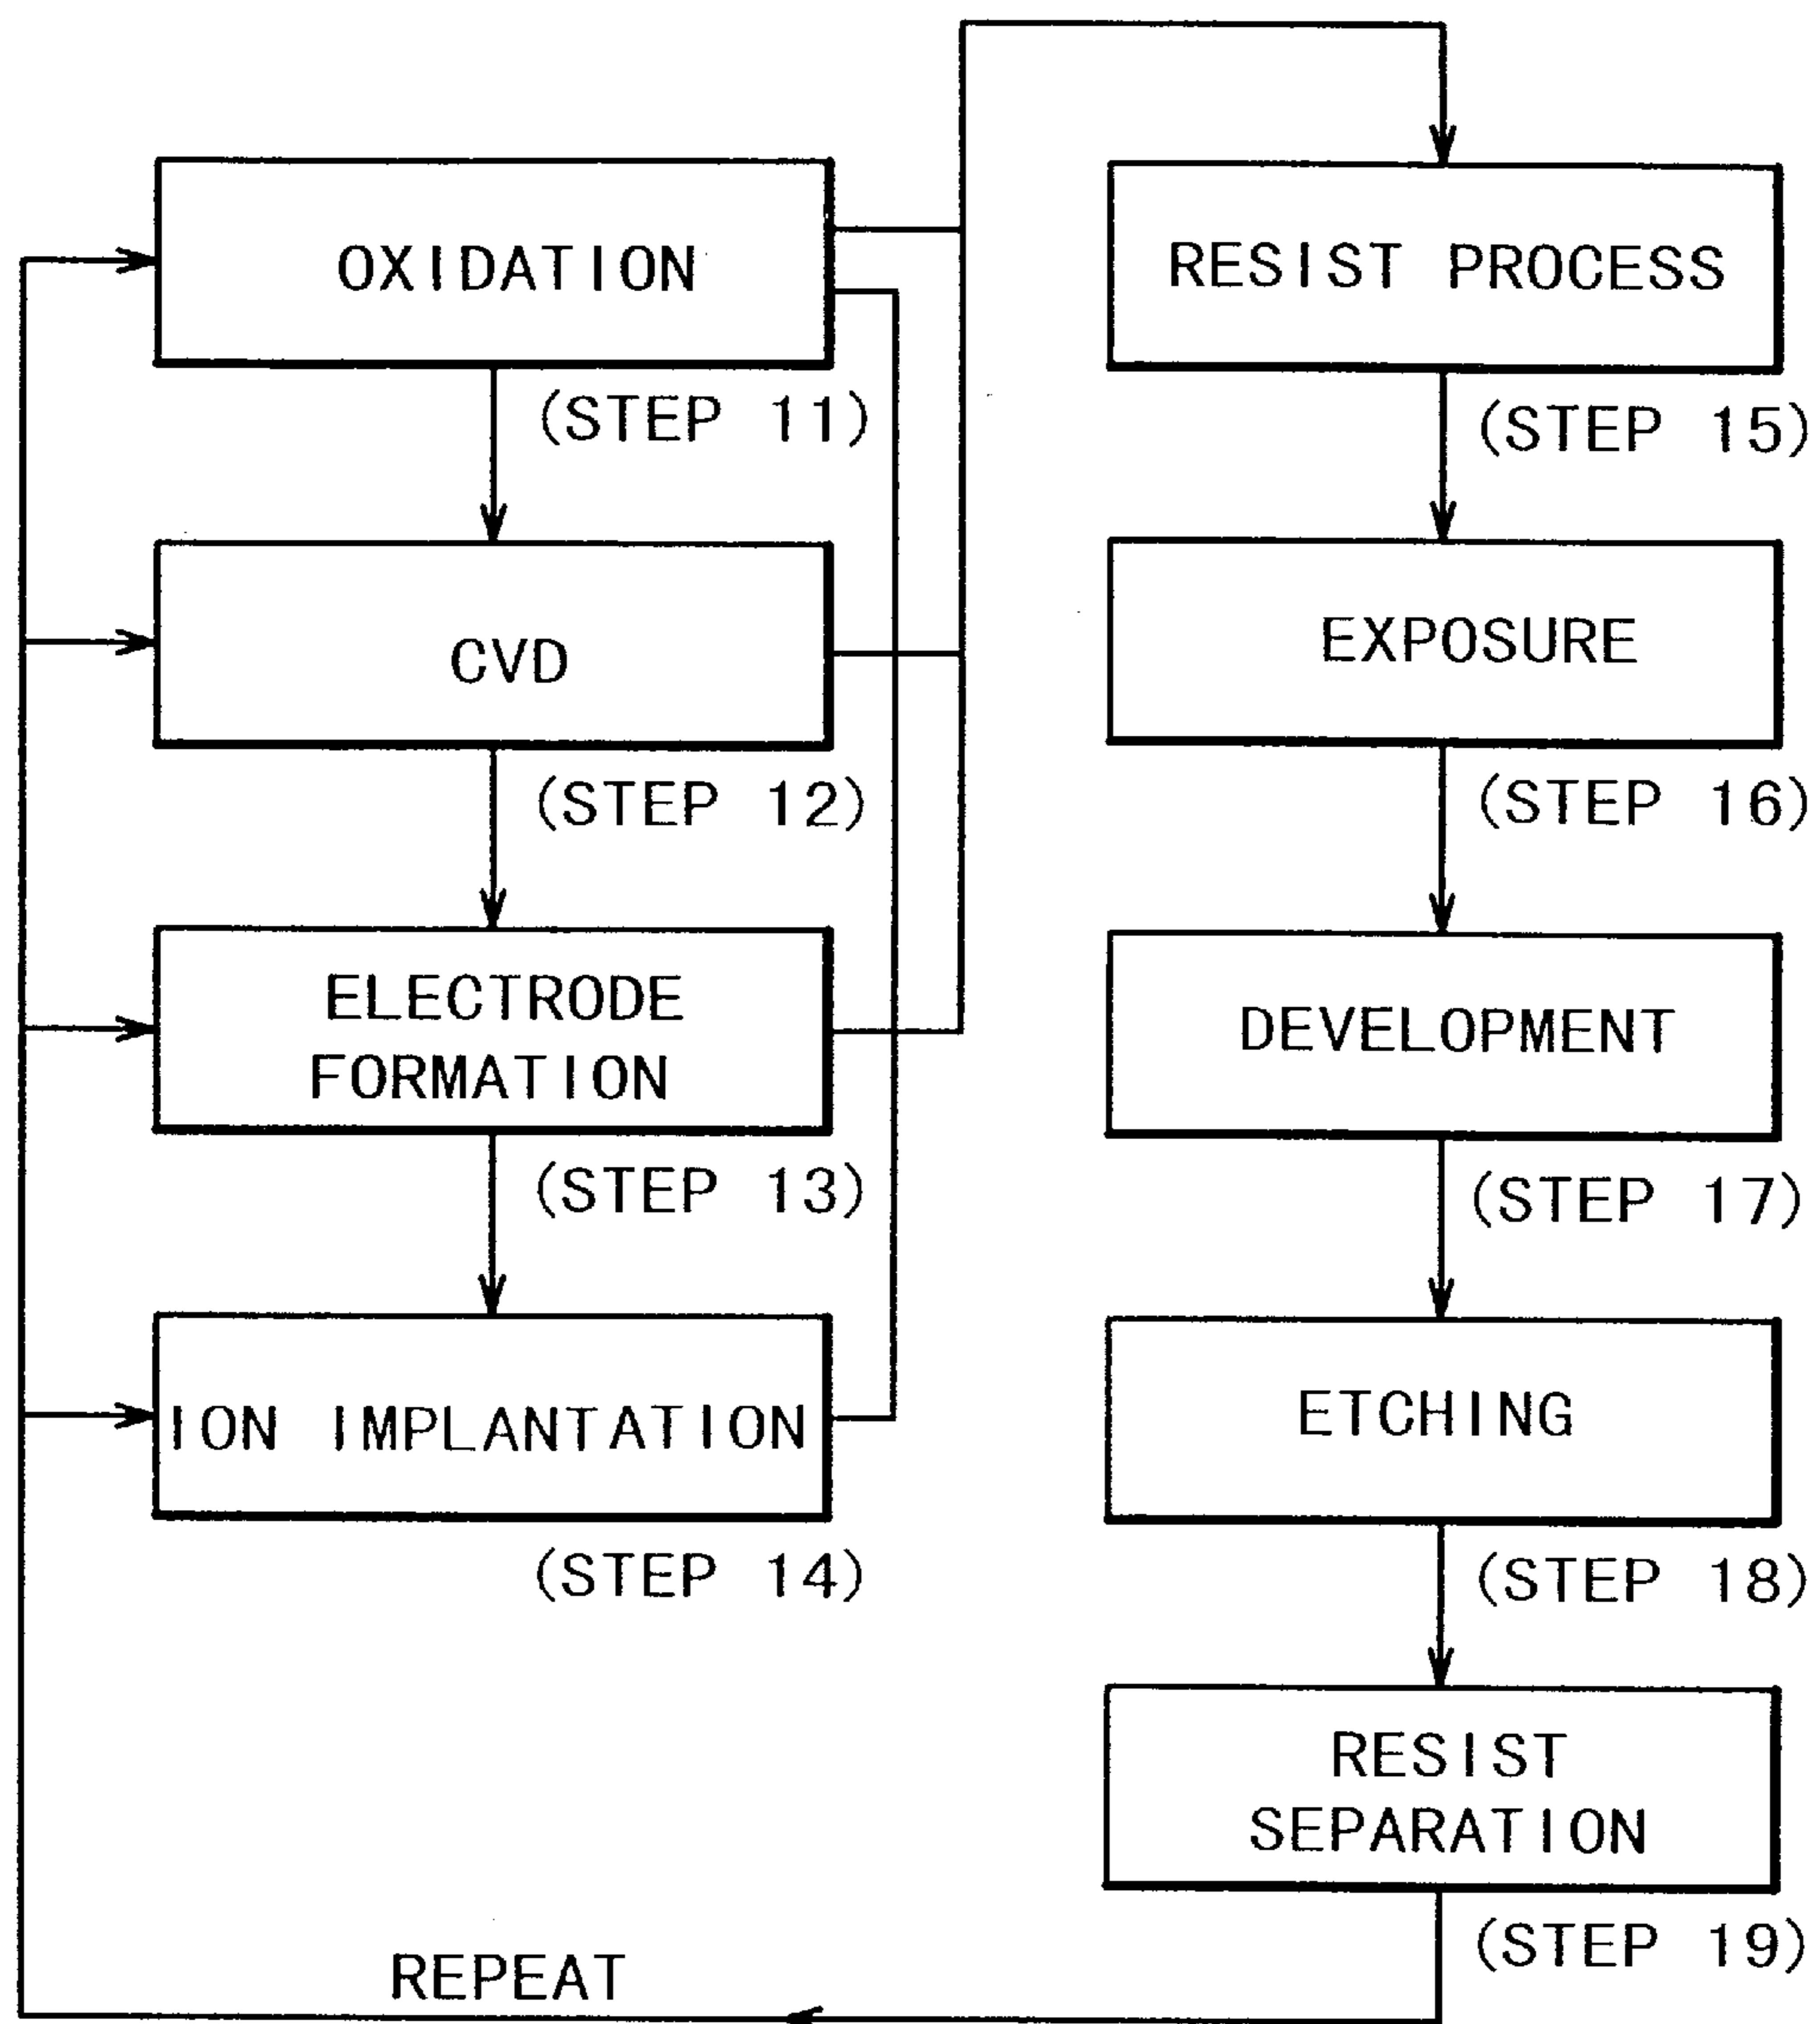 OXIDATION
(STEP 11)
CVD
(STEP 12)
ELECTRODE
FORMATION
(STEP 13)
ION IMPLANTATION
(STEP 14)
RESIST PROCESS
(STEP 15)
EXPOSURE
(STEP 16)
DEVELOPMENT
(STEP 17)
ETCHING
(STEP 18)
RESIST
SEPARATION
(STEP 19)
REPEAT